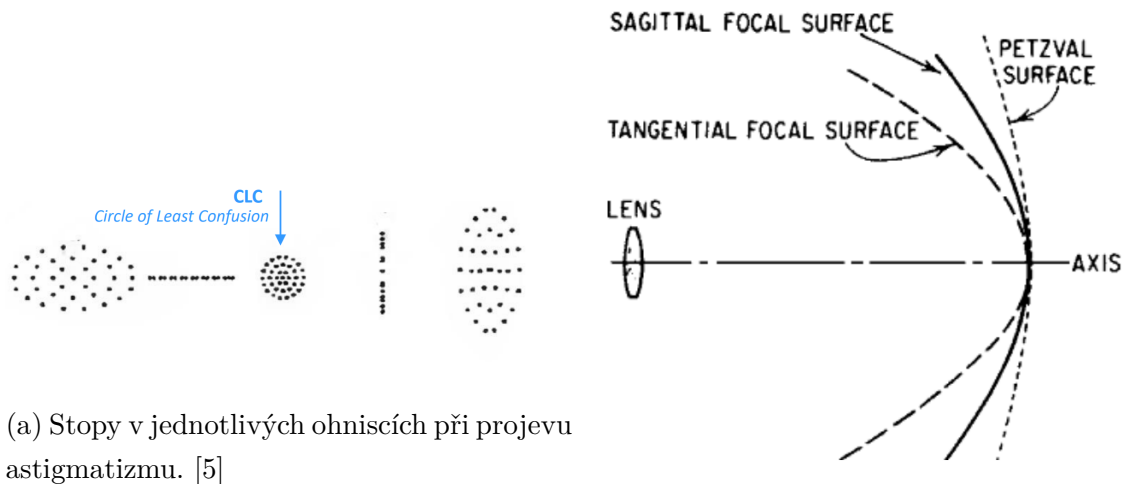 CLC
Circle of Least Confusion
(a) Stopy v jednotlivých ohniscích při projevu
astigmatizmu. [5]
SAGITTAL FOCAL SURFACE
PETZVAL
SURFACE
TANGENTIAL FOCAL SURFACE
LENS
AXIS